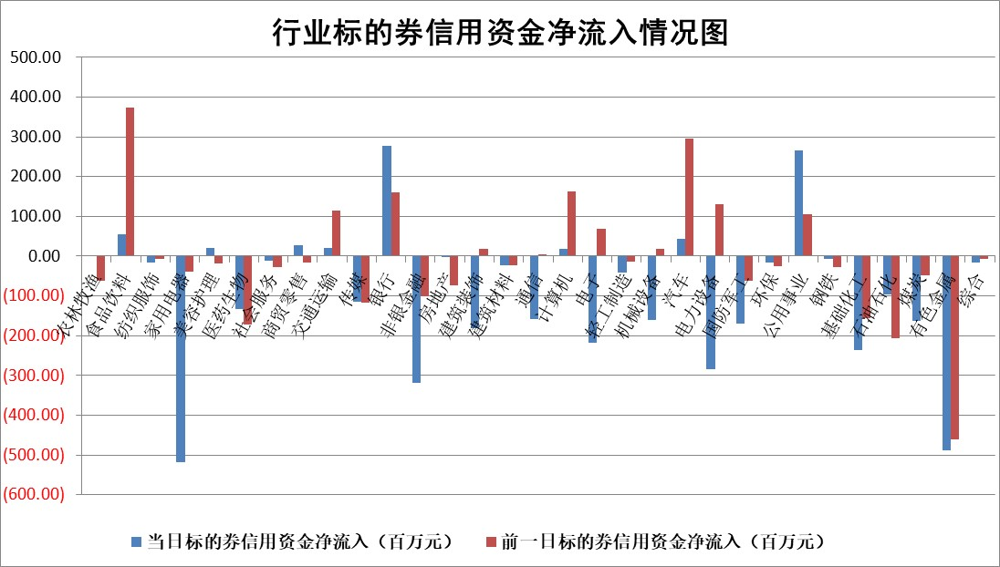 行业标的券信用资金净流入情况图
500.00
400.00
300.00
200.00
100.00
0.00
(100.00)
(200.00)
(300.00)
(400.00)
(500.00)
(600.00)
农林牧渔
食品饮料
纺织服饰
家用电器
美容护理
医药生物
社会服务
商贸零售
交通运输
传媒
银行
非银金融
房地产
建筑装饰
建筑材料
通信
计算机
电子
轻工制造
机械设备
汽车
电力设备
国防军工
环保
公用事业
钢铁
基础化工
石油石化
煤炭
有色金属
综合
当日标的券信用资金净流入（百万元）
前一日标的券信用资金净流入（百万元）